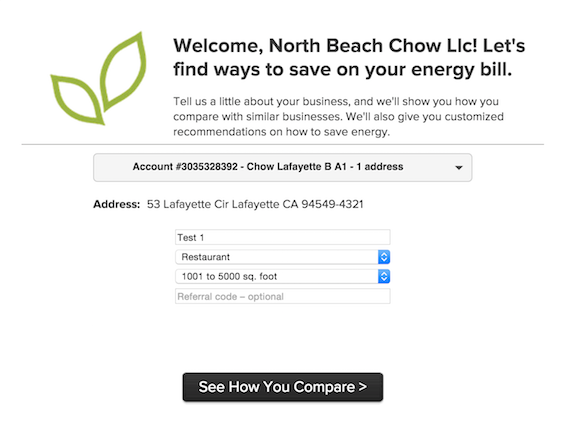 Welcome, North Beach Chow Llc! Let's
find ways to save on your energy bill.
Tell us a little about your business, and we'll show you how you
compare with similar businesses. We'll also give you customized
recommendations on how to save energy.
Account #3035328392 - Chow Lafayette B A1 - 1 address
Address: 53 Lafayette Cir Lafayette CA 94549-4321
Test 1
Restaurant
1001 to 5000 sq. foot
Referral code – optional
See How You Compare >